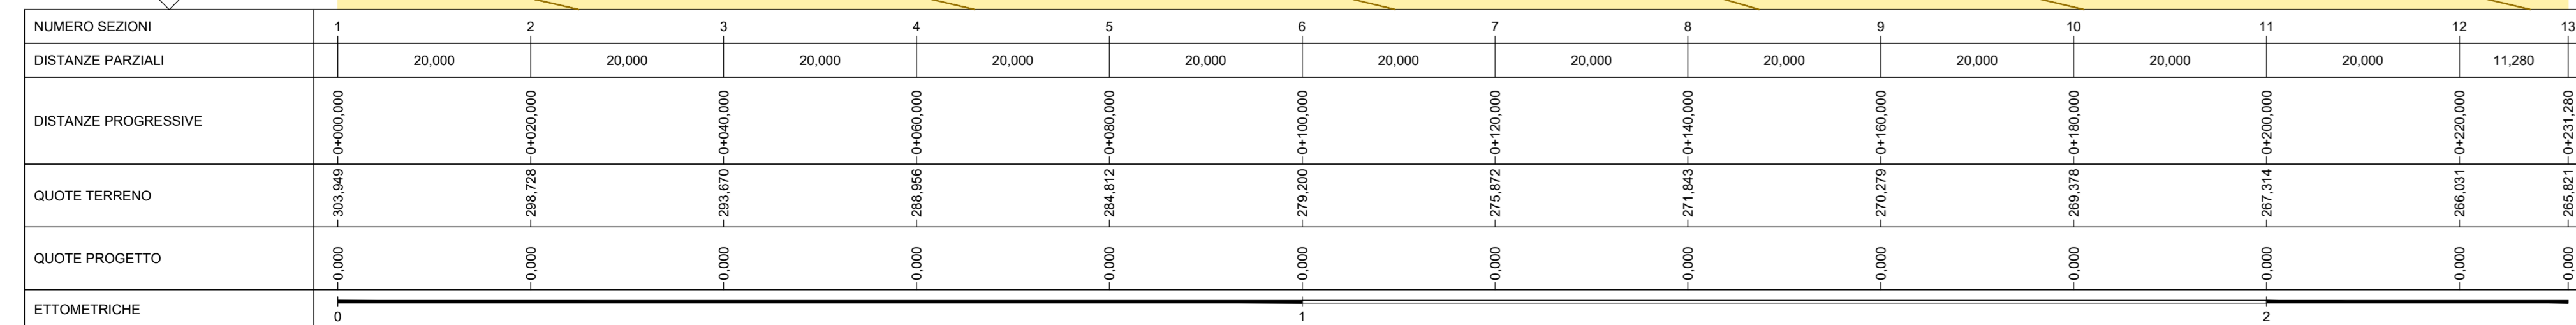 NUMERO SEZIONI 1 2 3 4 5 6 7 8 9 10 11 12 13
DISTANZE PARZIALI 20,000 20,000 20,000 20,000 20,000 20,000 20,000 20,000 20,000 20,000 20,000 11,280
DISTANZE PROGRESSIVE 0+000,000 0+020,000 0+040,000 0+060,000 0+080,000 0+100,000 0+120,000 0+140,000 0+160,000 0+180,000 0+200,000 0+220,000 0+231,280
QUOTE TERRENO 303,949 298,728 293,670 288,956 284,812 279,200 275,872 271,843 270,279 269,378 267,314 266,031 265,821
QUOTE PROGETTO 0,000 0,000 0,000 0,000 0,000 0,000 0,000 0,000 0,000 0,000 0,000 0,000 0,000
ETTOMETRICHE 0 1 2